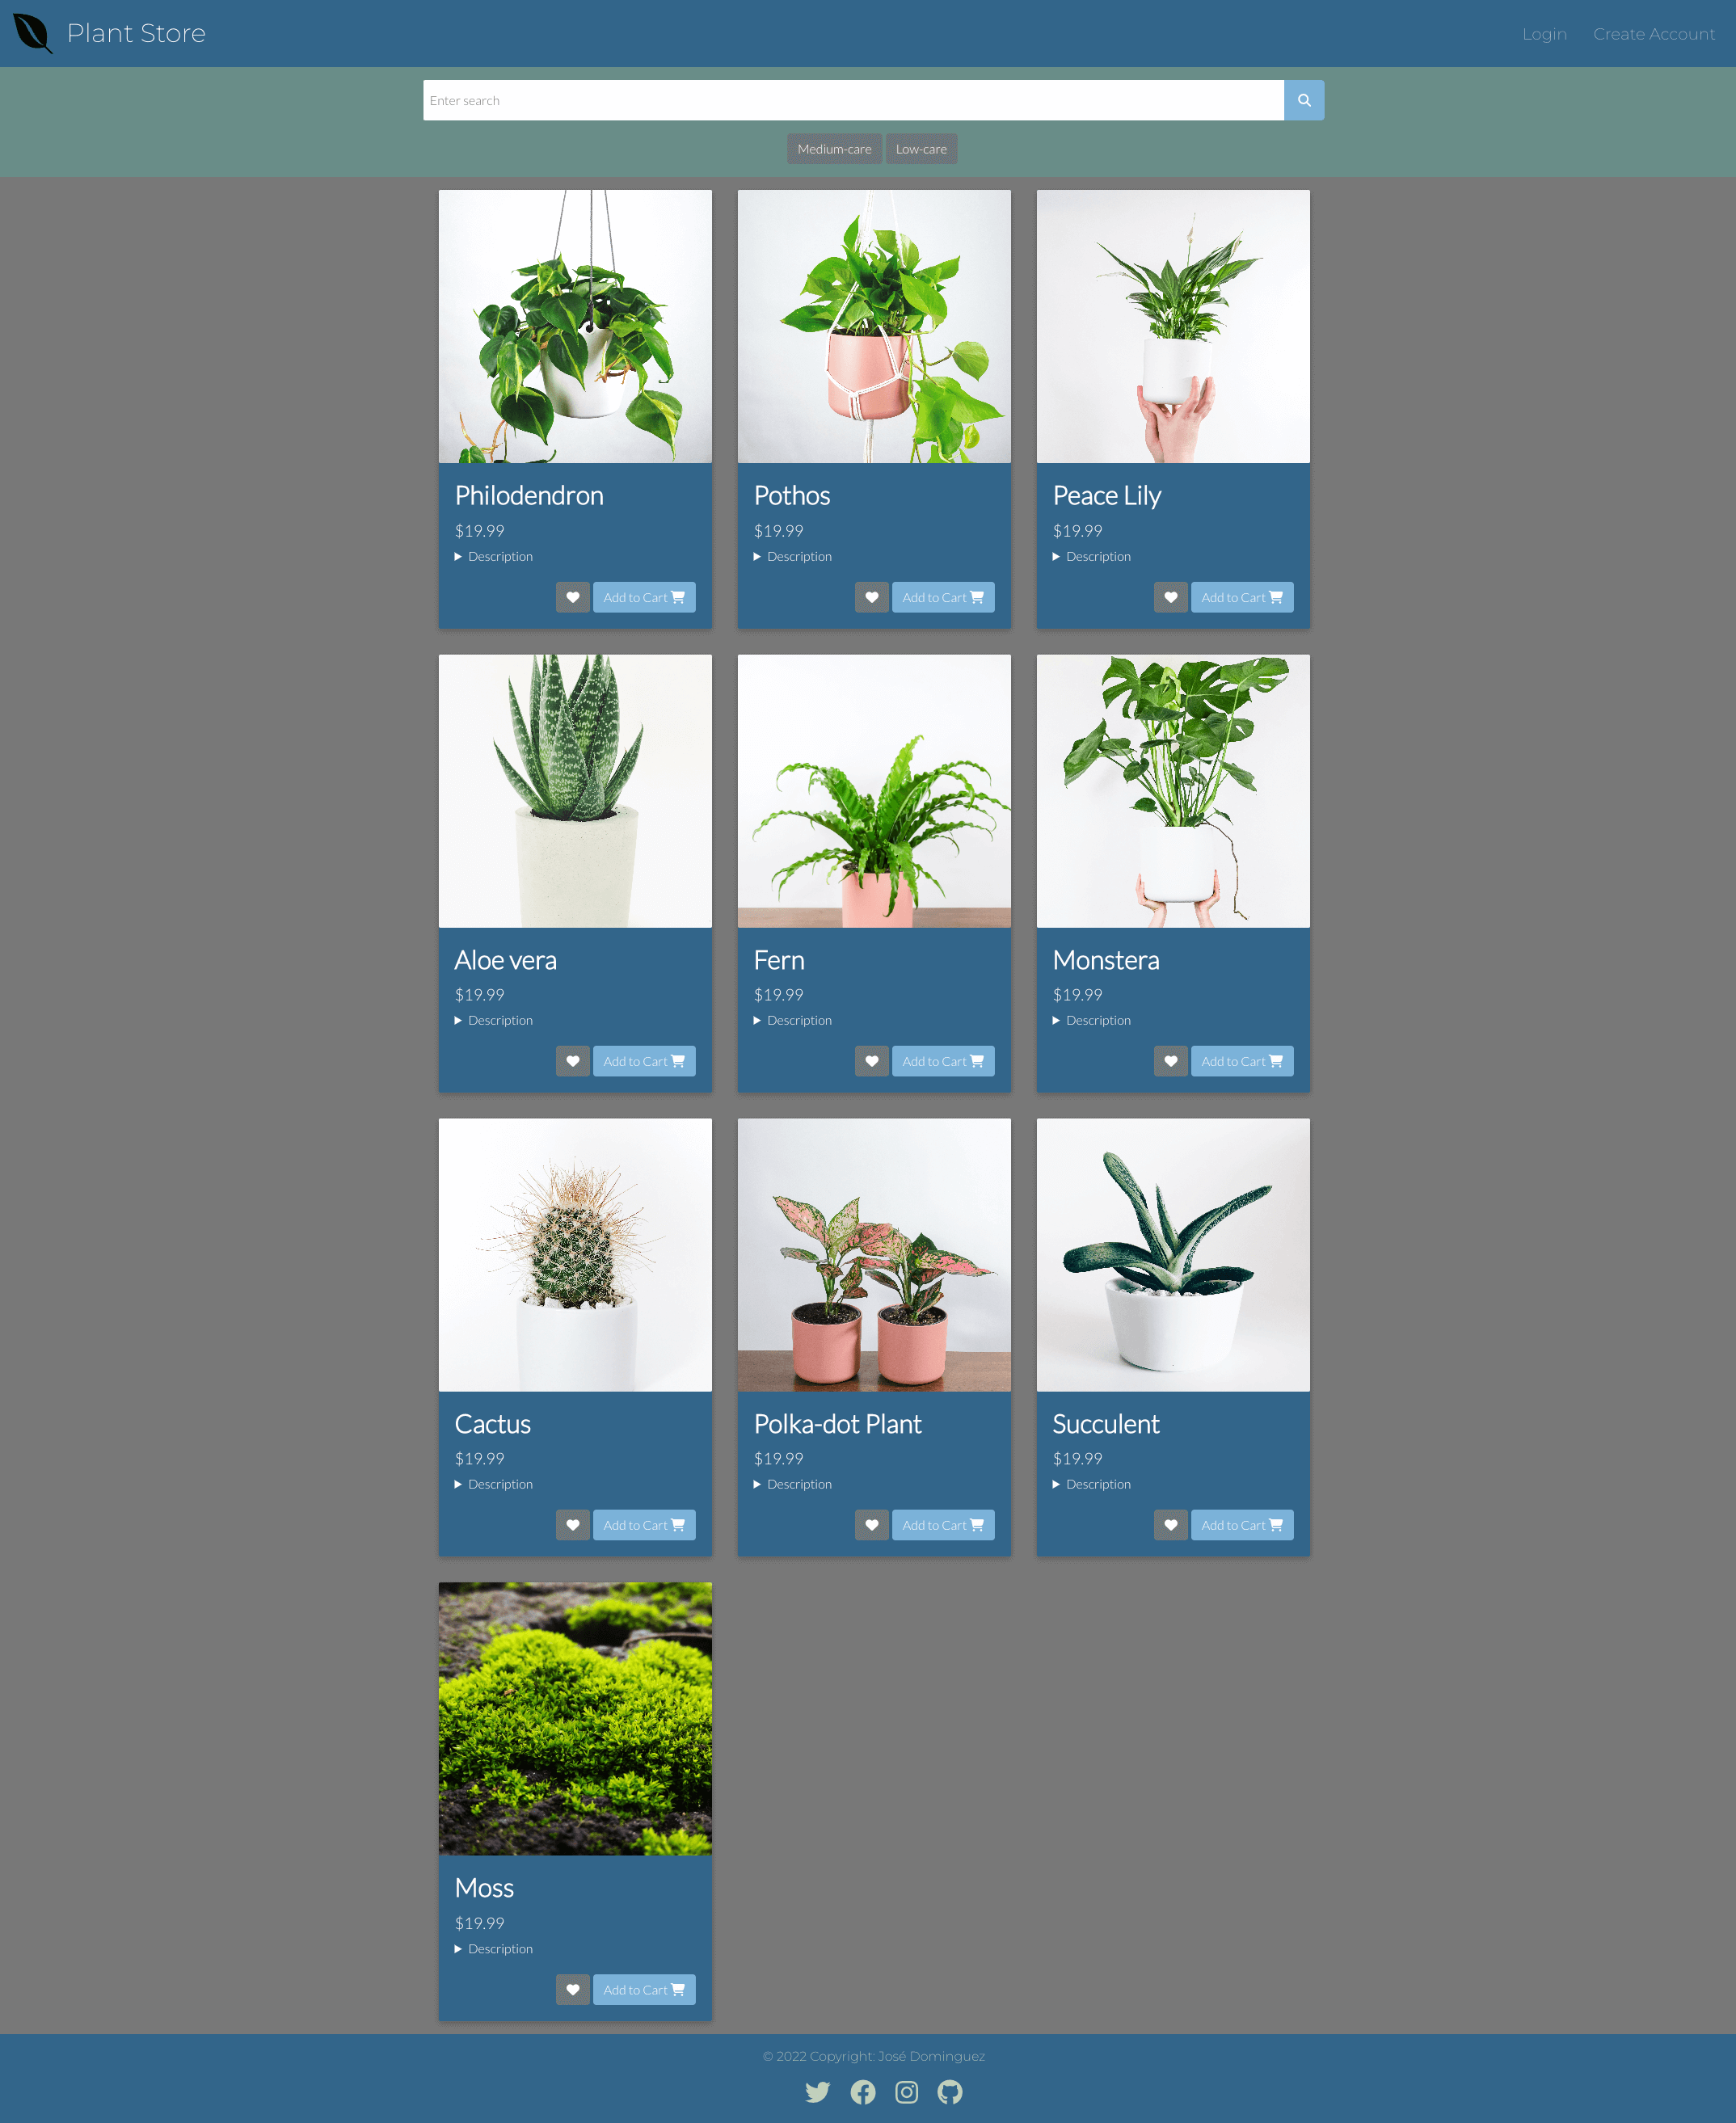 Plant Store
Login
Create Account
Enter search
Medium-care
Low-care
Philodendron
$19.99
Description
Add to Cart
Pothos
$19.99
Description
Add to Cart
Peace Lily
$19.99
Description
Add to Cart
Aloe vera
$19.99
Description
Add to Cart
Fern
$19.99
Description
Add to Cart
Monstera
$19.99
Description
Add to Cart
Cactus
$19.99
Description
Add to Cart
Polka-dot Plant
$19.99
Description
Add to Cart
Succulent
$19.99
Description
Add to Cart
Moss
$19.99
Description
Add to Cart
© 2022 Copyright: José Dominguez